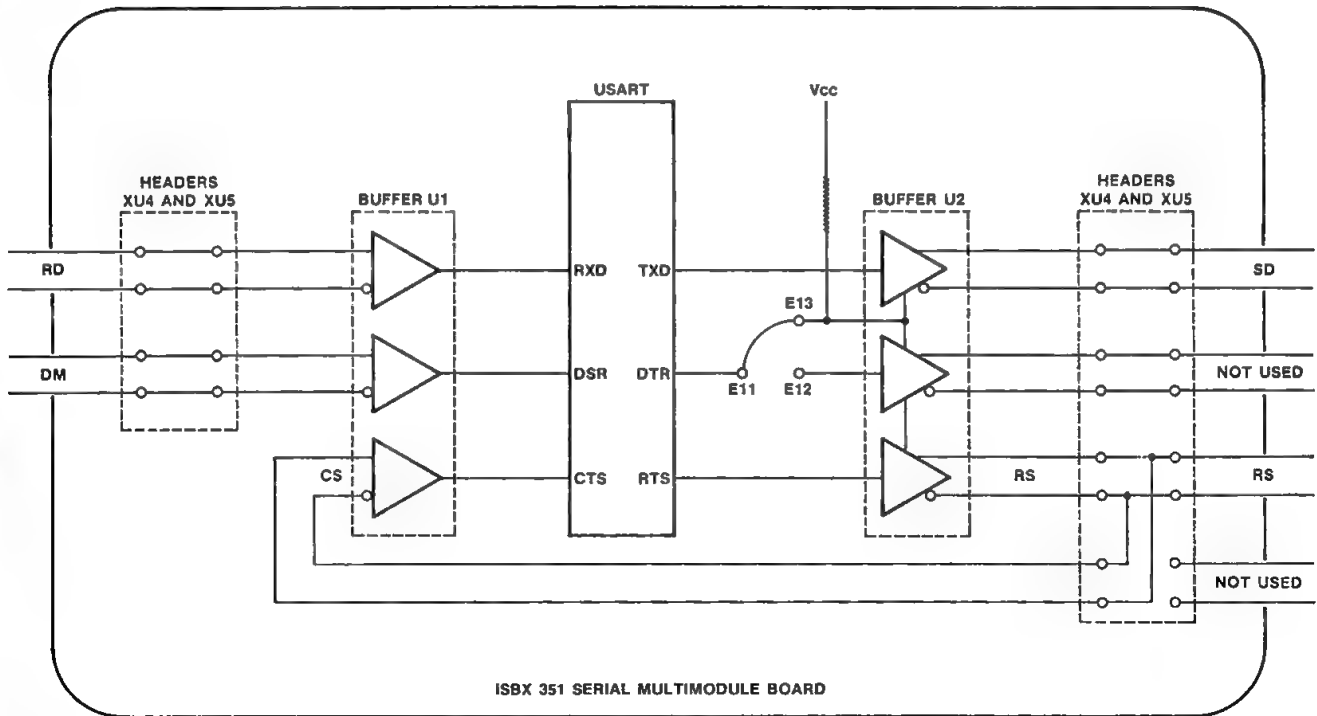 USART
Vcc
HEADERS
XU4 AND XU5
BUFFER U1
BUFFER U2
HEADERS
XU4 AND XU5
RD
RXD
TXD
SD
E13
DM
DSR
DTR
E11
E12
NOT USED
CS
CTS
RTS
RS
RS
NOT USED
ISBX 351 SERIAL MULTIMODULE BOARD